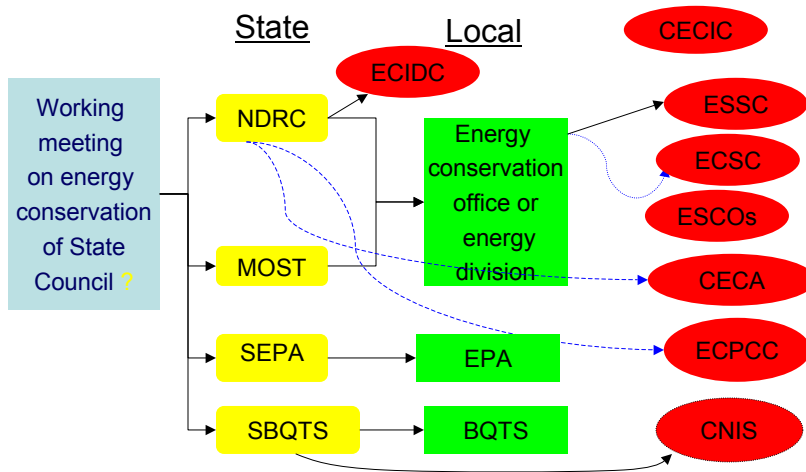 State
Local
CECIC
ECIDC
Working
meeting
on energy
conservation
of State
Council ?
NDRC
MOST
SEPA
SBQTS
Energy
conservation
office or
energy
division
EPA
BQTS
ESSC
ECSC
ESCOs
CECA
ECPCC
CNIS